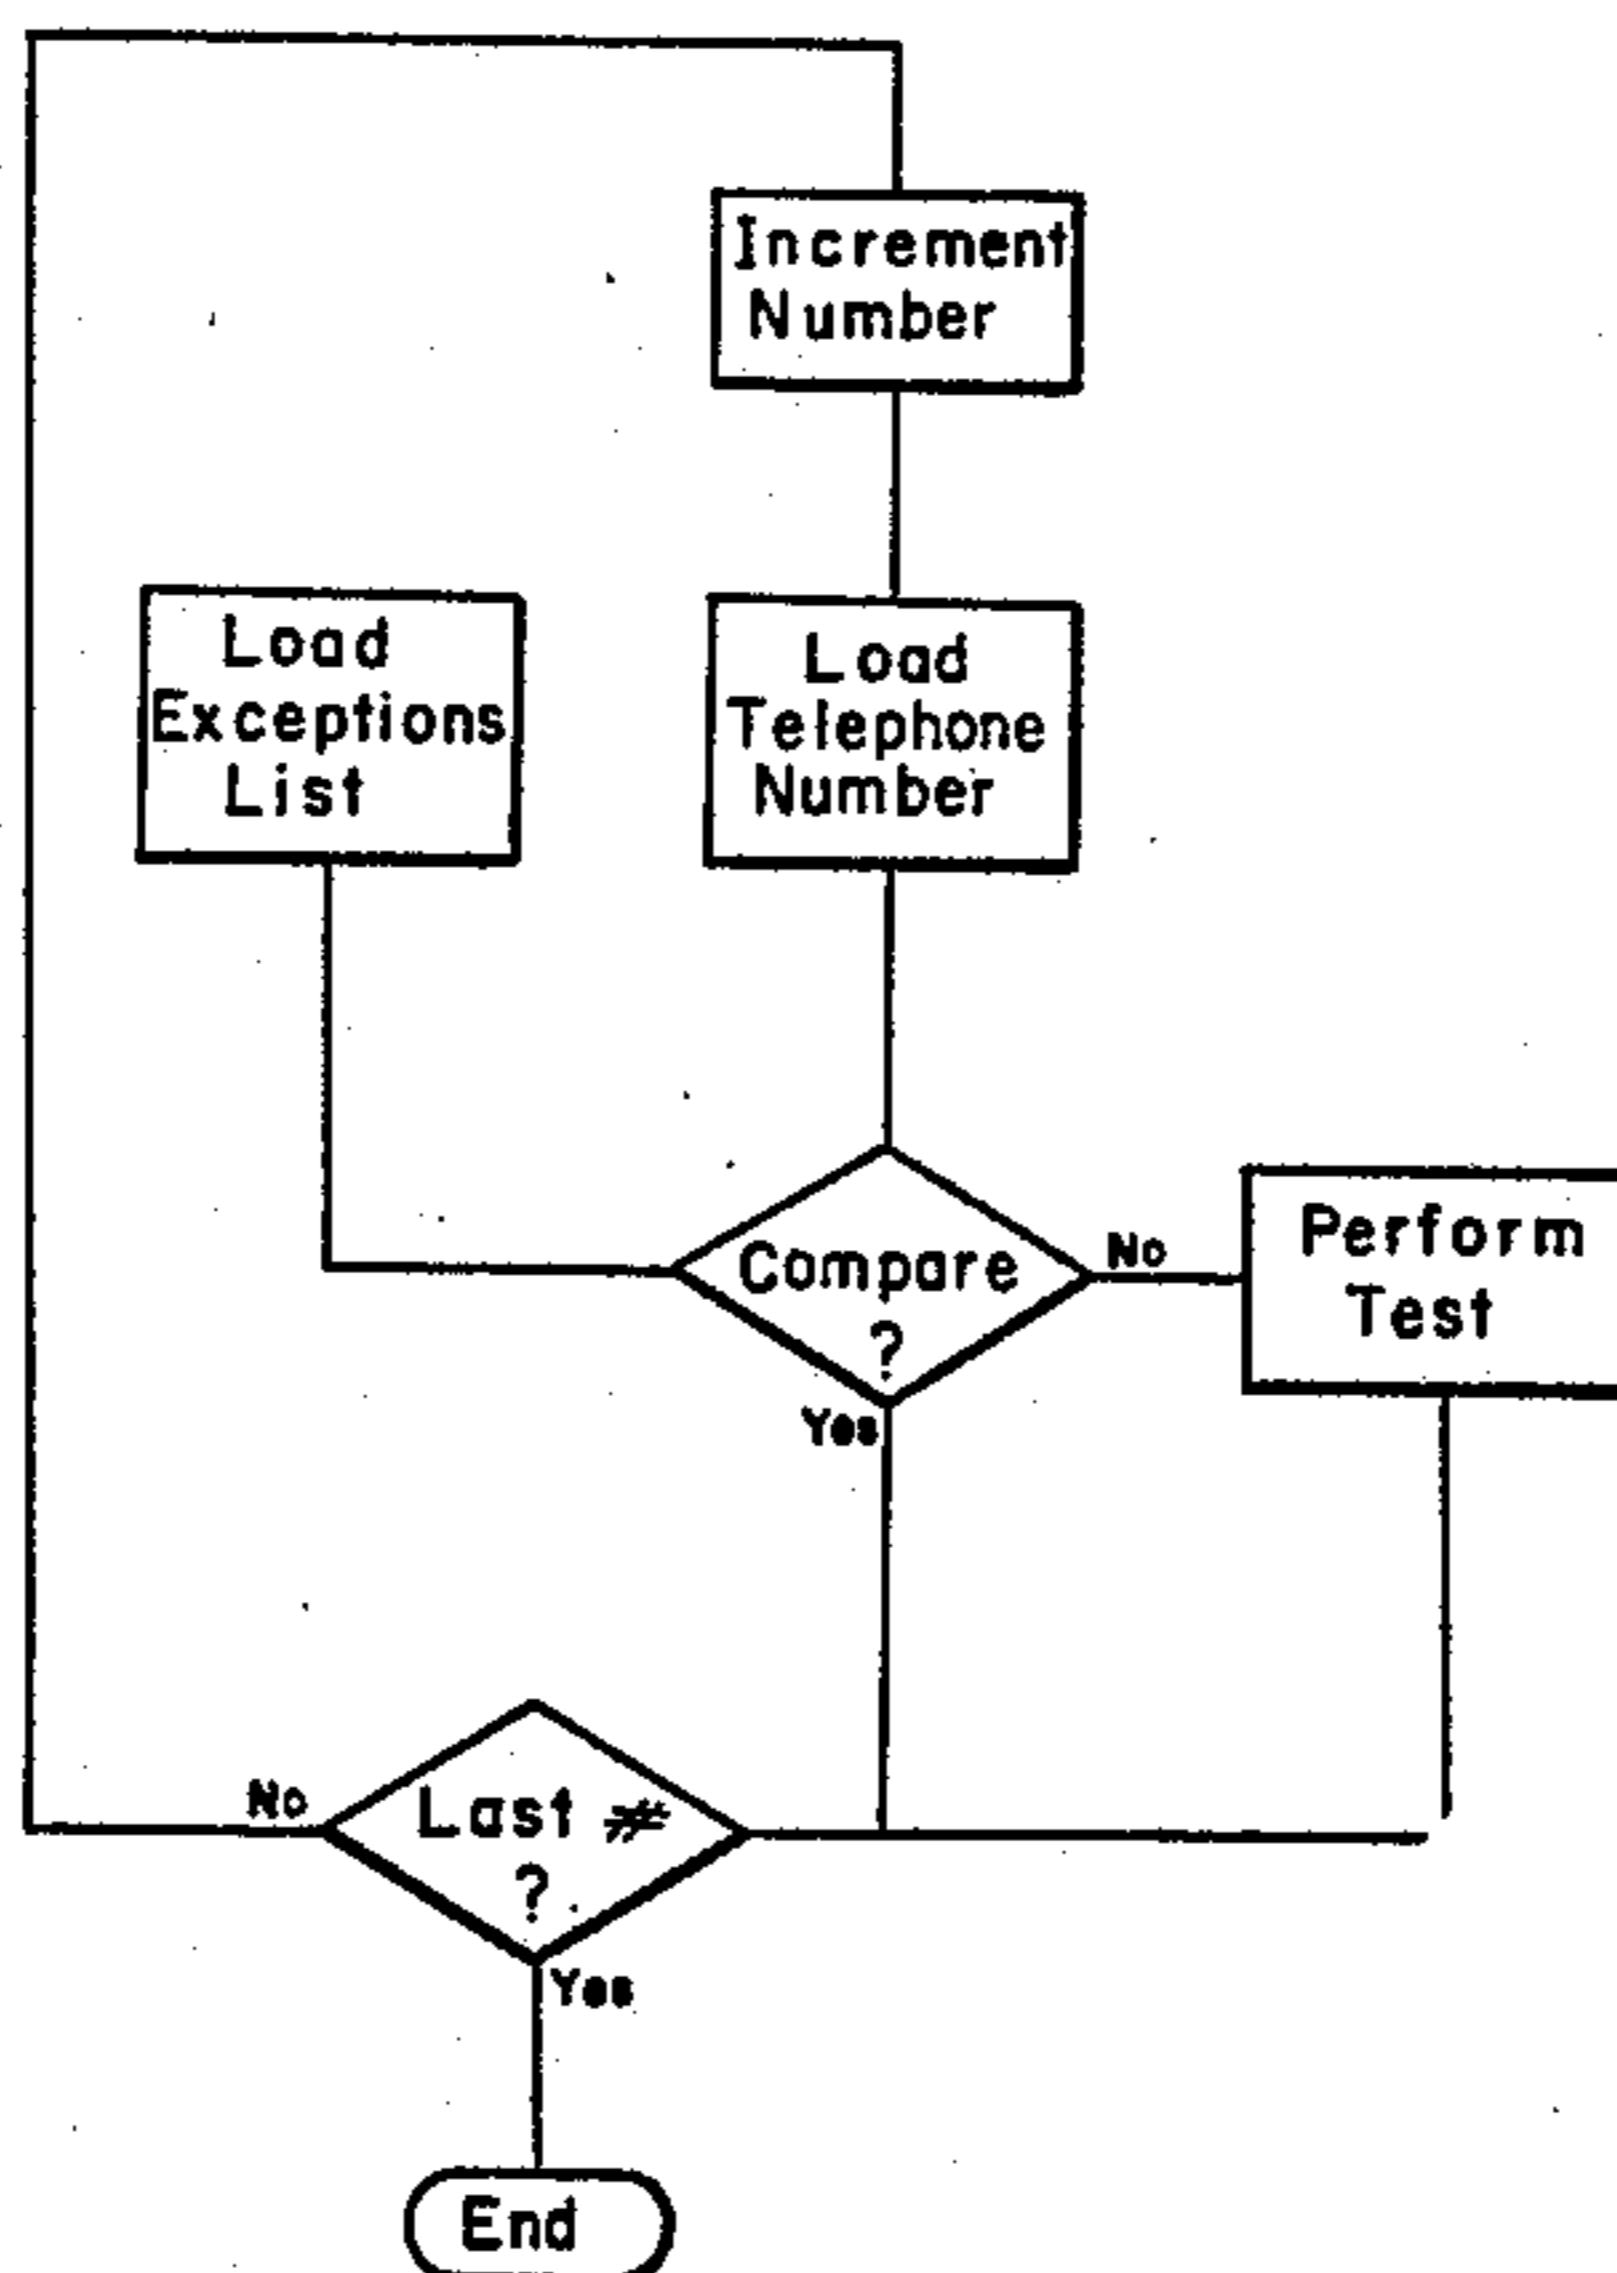 Increment
Number
Load
Exceptions
List
Load
Telephone
Number
Compare
?
No
Perform
Test
Yes
No
Last #
?
Yes
End